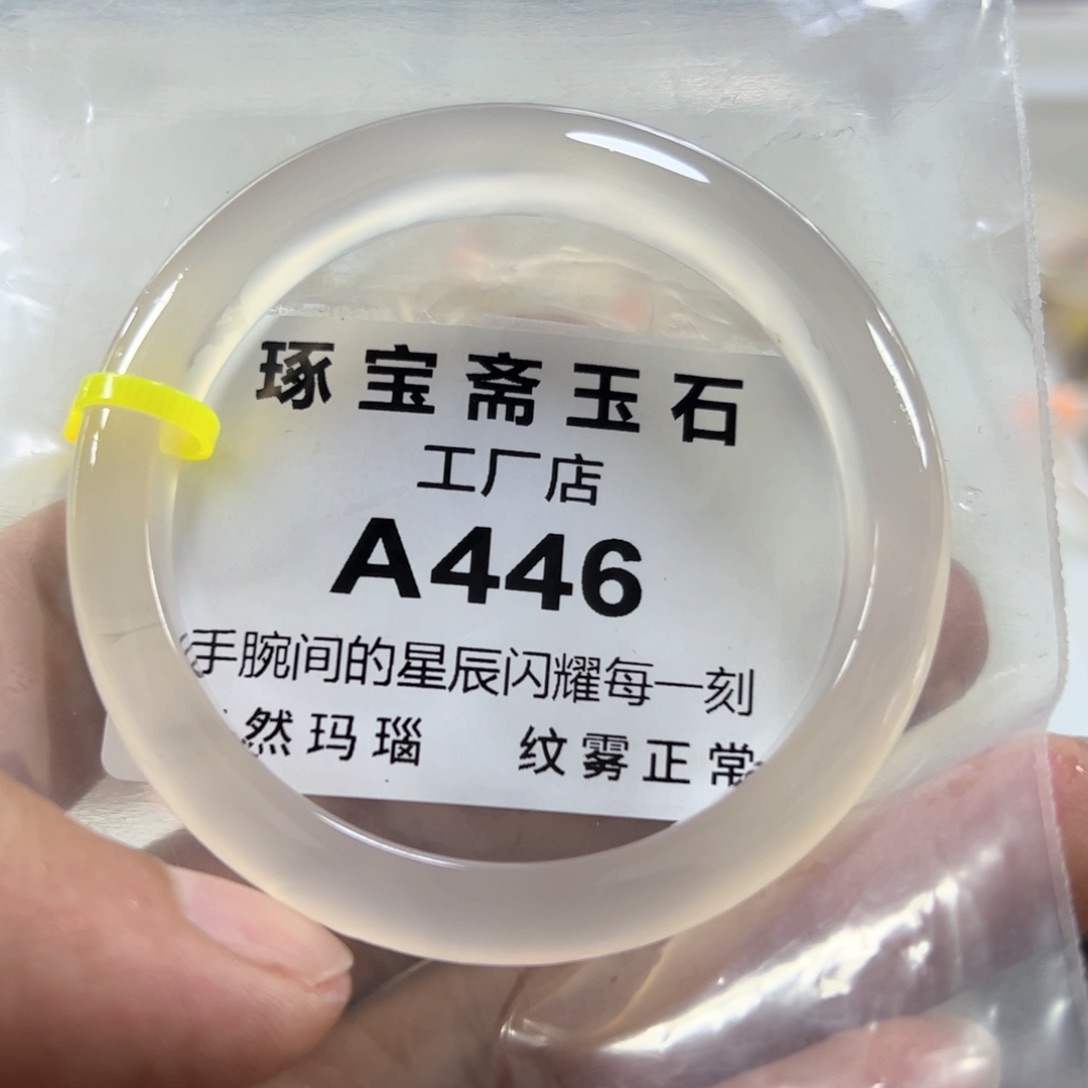 琢宝斋玉石
工厂店
A446
手腕间的星辰闪耀每一刻
然玛瑙 纹雾正常